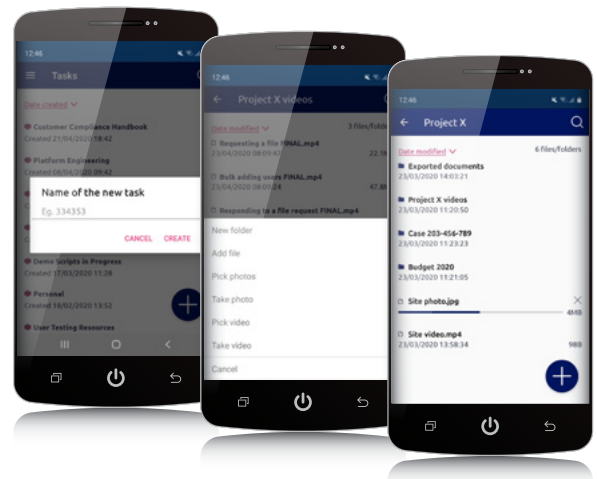 12:46
Tasks
Date created
Customer Compliance Handbook
Created 21/04/2020 18:42
Platform Engineering
Created 08/04/2020 09:42
Name of the new task
Eg. 334353
CANCEL CREATE
Demo Scripts in Progress
Created 17/03/2020 11:28
Personal
Created 18/02/2020 13:52
User Testing Resources
12:46
Project X videos
Date modified
3 files/folde
Requesting a file FINAL.mp4
23/04/2020 08:09:42
22.1
Bulk adding users FINAL.mp4
23/04/2020 08:09:24
47.8
Responding to a file request FINAL.mp4
New folder
Add file
Pick photos
Take photo
Pick video
Take video
Cancel
12:46
Project X
Date modified
6 files/folders
Exported documents
23/03/2020 14:03:21
Project X videos
23/03/2020 11:20:50
Case 203-456-789
23/03/2020 11:23:23
Budget 2020
23/03/2020 11:21:05
Site photo.jpg
4MB
Site video.mp4
23/03/2020 13:58:34
98B